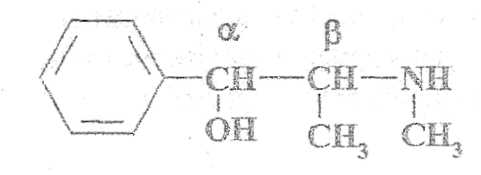 α β
CH CH NH
OH CH₃ CH₃